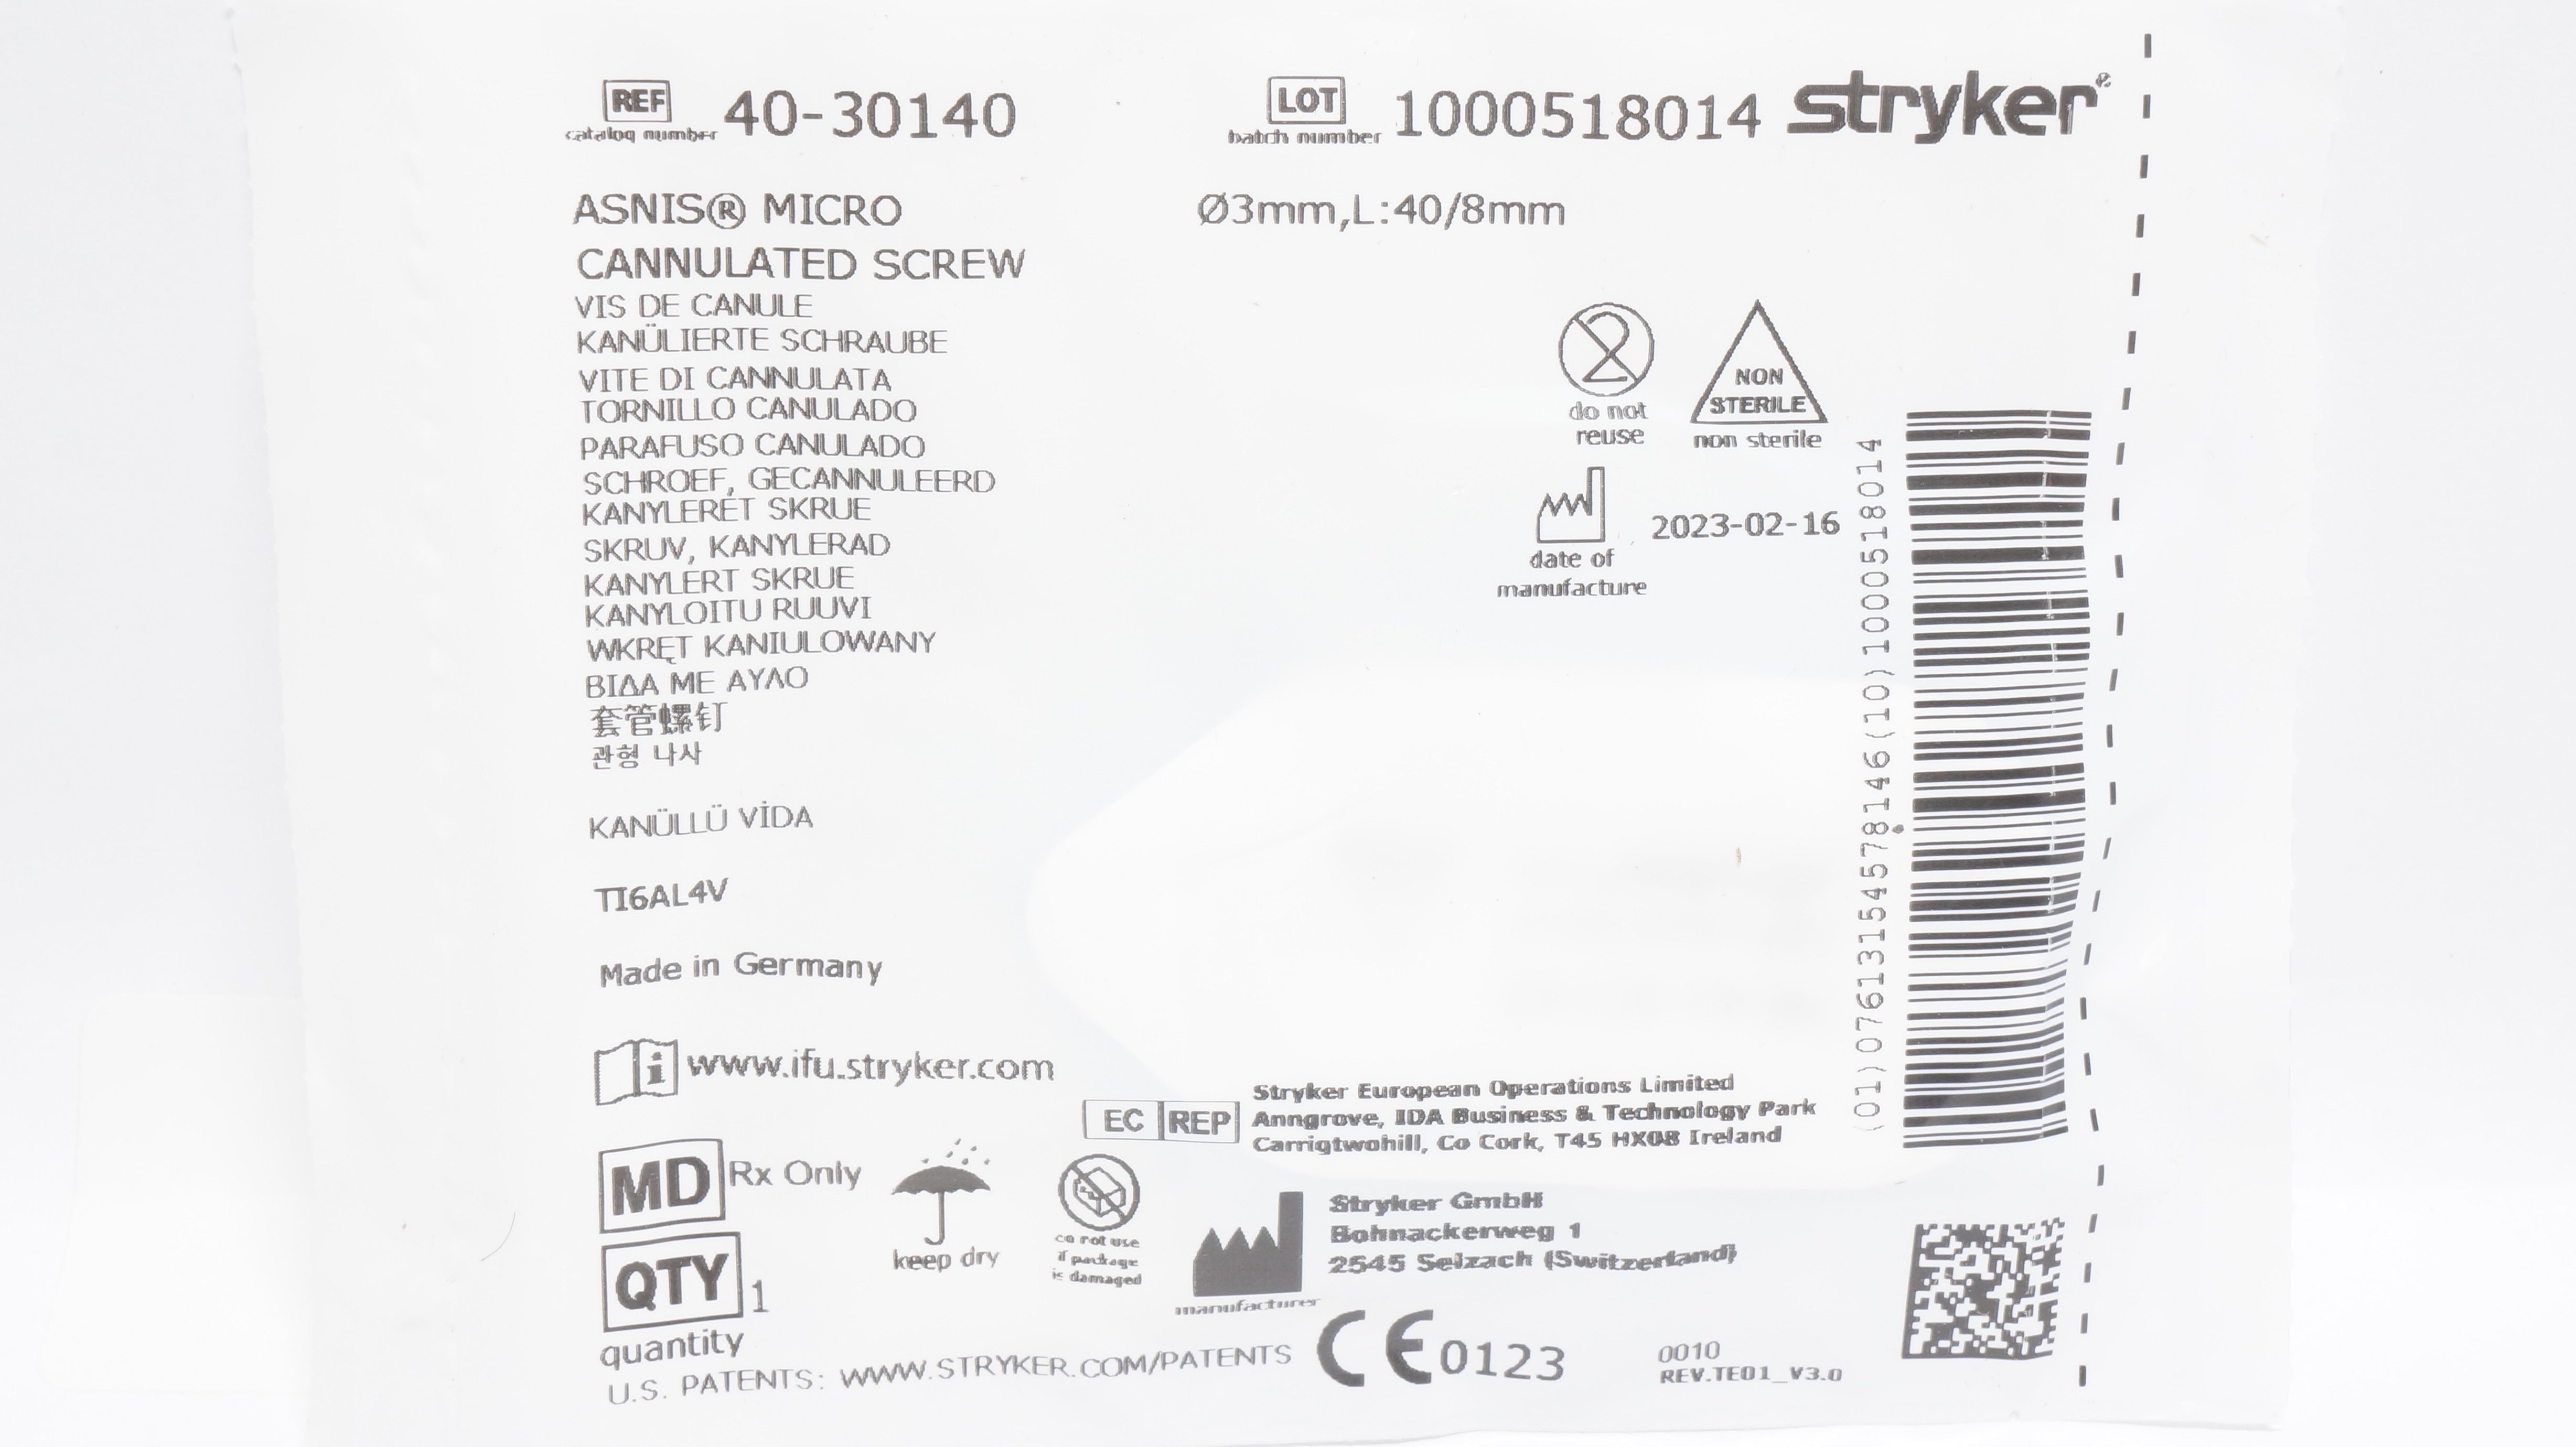 REF 40-30140
catalog number
LOT 1000518014
batch number
stryker®
ASNIS® MICRO
CANNULATED SCREW
Ø3mm,L:40/8mm
VIS DE CANULE
KANÜLIERTE SCHRAUBE
VITE DI CANNULATA
TORNILLO CANULADO
PARAFUSO CANULADO
SCHROEF, GECANNULEERD
KANYLERET SKRUE
SKRUV, KANYLERAD
KANYLERT SKRUE
KANYLOITU RUUVI
WKRĘT KANIULOWANY
ΒΙΔΑ ΜΕ ΑΥΛΟ
套管螺钉
관형 나사
KANÜLLÜ VİDA
TI6AL4V
Made in Germany
2
do not
reuse
NON
STERILE
non sterile
2023-02-16
date of
manufacture
(01)07613154578146(10)1000518014
i www.ifu.stryker.com
EC REP
Stryker European Operations Limited
Anngrove, IDA Business & Technology Park
Carrigtwohill, Co Cork, T45 HX08 Ireland
MD Rx Only
keep dry
do not use
if package
is damaged
manufacturer
Stryker GmbH
Bohnackerweg 1
2545 Selzach (Switzerland)
QTY 1
quantity
U.S. PATENTS: WWW.STRYKER.COM/PATENTS
CE 0123
0010
REV.TE01_V3.0